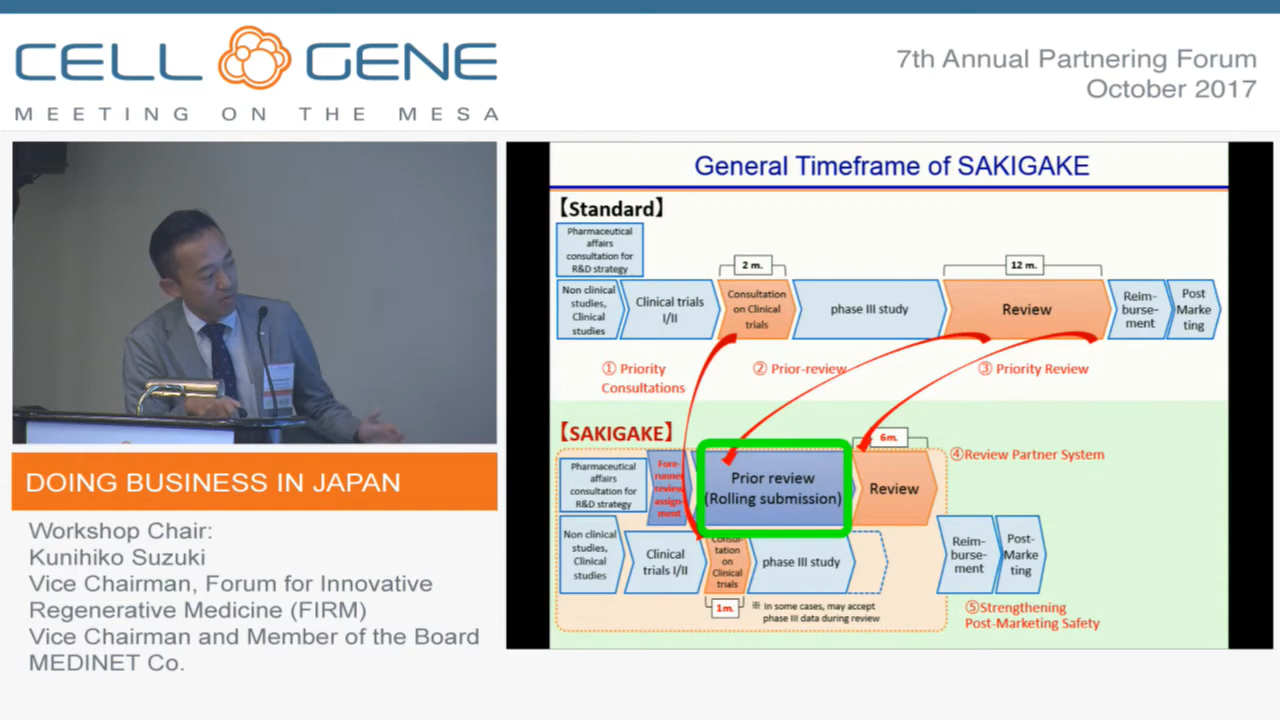 CELL GENE
MEETING ON THE MESA
7th Annual Partnering Forum
October 2017
General Timeframe of SAKIGAKE
【Standard】
Pharmaceutical
affairs
consultation for
R&D strategy
2 m.
12 m.
Non clinical
studies,
Clinical
studies
Clinical trials
I/II
Consultation
on Clinical
trials
phase III study
Review
Reim-
burse-
ment
Post
Marke
ting
① Priority
Consultations
② Prior-review
③ Priority Review
【SAKIGAKE】
6m.
④Review Partner System
Pharmaceutical
affairs
consultation for
R&D strategy
Fore-
runner
review
assign-
ment
Prior review
(Rolling submission)
Review
Non clinical
studies,
Clinical
studies
Clinical
trials I/II
Consul-
tation
on
Clinical
trials
phase III study
Reim-
burse-
ment
Post-
Marke
ting
1m.
※ In some cases, may accept
phase III data during review
⑤Strengthening
Post-Marketing Safety
DOING BUSINESS IN JAPAN
Workshop Chair:
Kunihiko Suzuki
Vice Chairman, Forum for Innovative
Regenerative Medicine (FIRM)
Vice Chairman and Member of the Board
MEDINET Co.